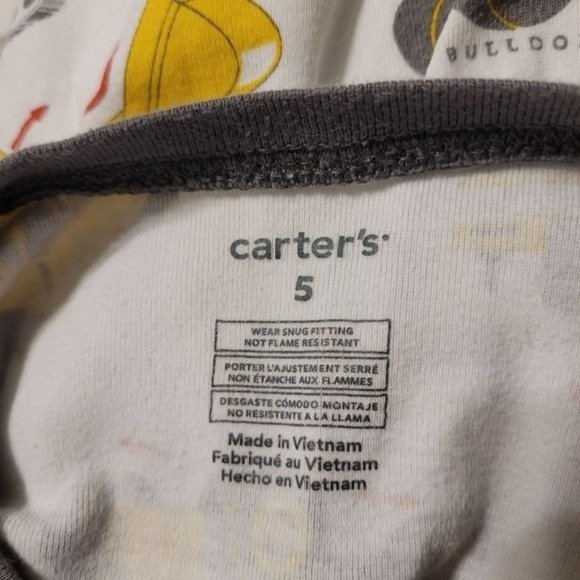 BULLDO
carter's
5
WEAR SNUG FITTING
NOT FLAME RESISTANT
PORTER L'AJUSTEMENT SERRÉ
NON ÉTANCHE AUX FLAMMES
DESGASTE CÓMODO MONTAJE
NO RESISTENTE A LA LLAMA
Made in Vietnam
Fabriqué au Vietnam
Hecho en Vietnam